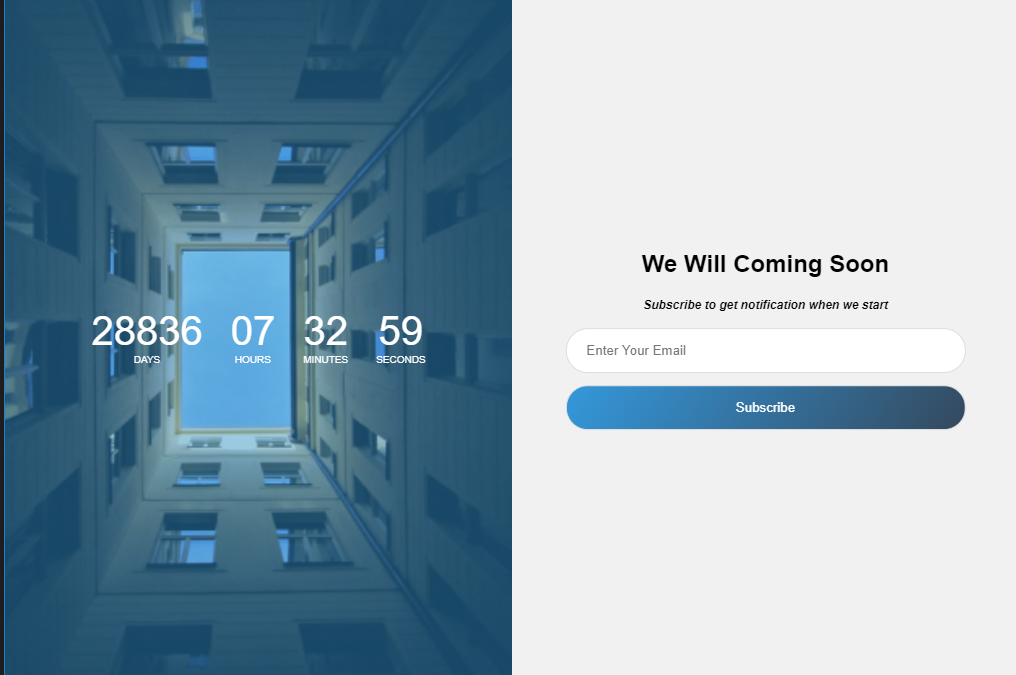 28836 07 32 59
DAYS HOURS MINUTES SECONDS
We Will Coming Soon
Subscribe to get notification when we start
Enter Your Email
Subscribe